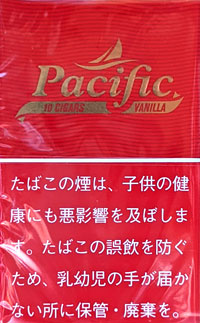 Pacific
10 CIGARS
VANILLA
たばこの煙は、子供の健
康にも悪影響を及ぼしま
す。たばこの誤飲を防ぐ
ため、乳幼児の手が届か
ない所に保管・廃棄を。